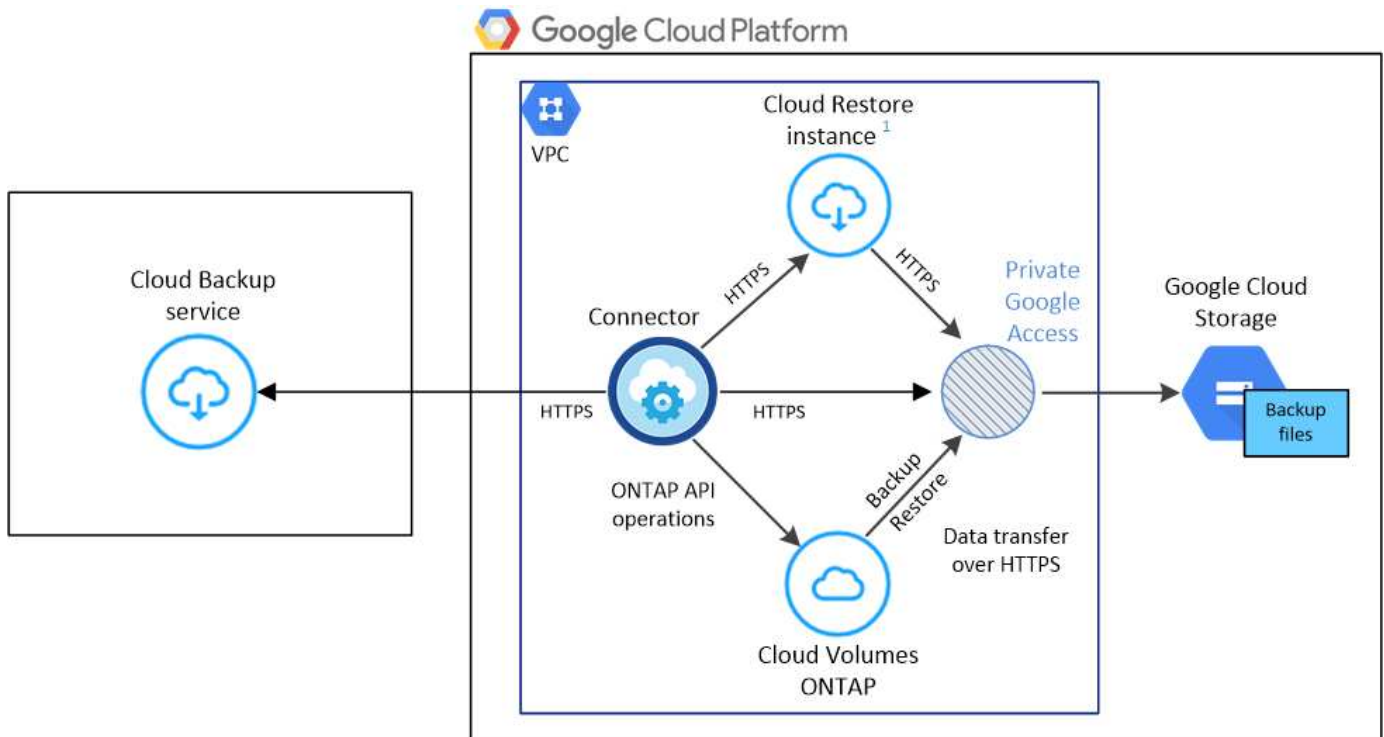 Google Cloud Platform
VPC
Cloud Restore
instance 1
HTTPS
HTTPS
Private
Google
Access
Google Cloud
Storage
Backup
files
Cloud Backup
service
Connector
HTTPS
HTTPS
ONTAP API
operations
Backup
Restore
Data transfer
over HTTPS
Cloud Volumes
ONTAP